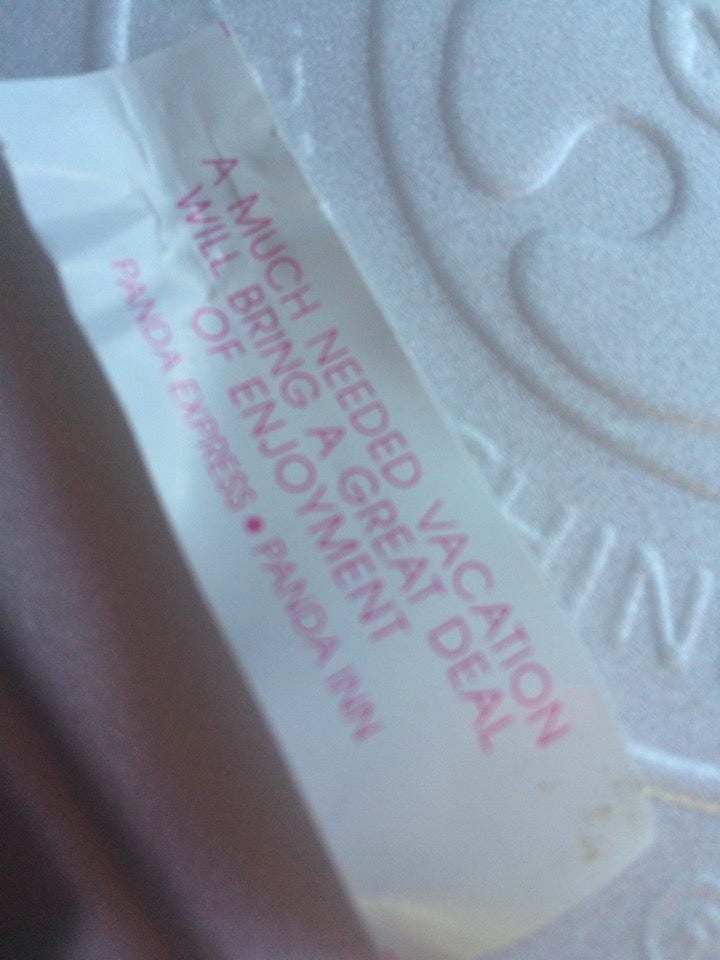 A MUCH NEEDED VACATION
WILL BRING A GREAT DEAL
OF ENJOYMENT
PANDA EXPRESS • PANDA INN